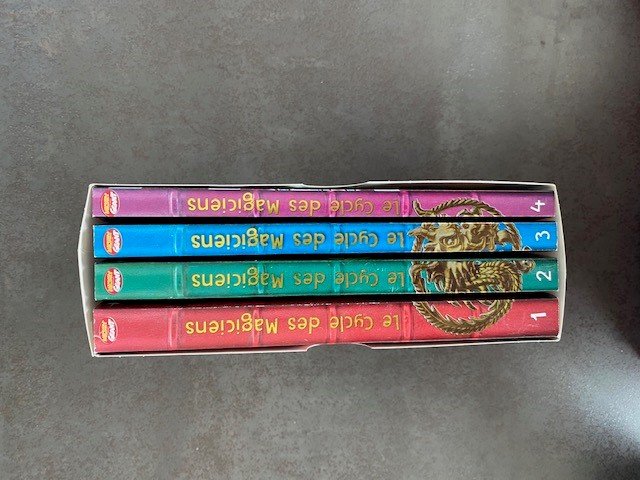 Le Cycle des Magiciens 4
Le Cycle des Magiciens 3
Le Cycle des Magiciens 2
Le Cycle des Magiciens 1